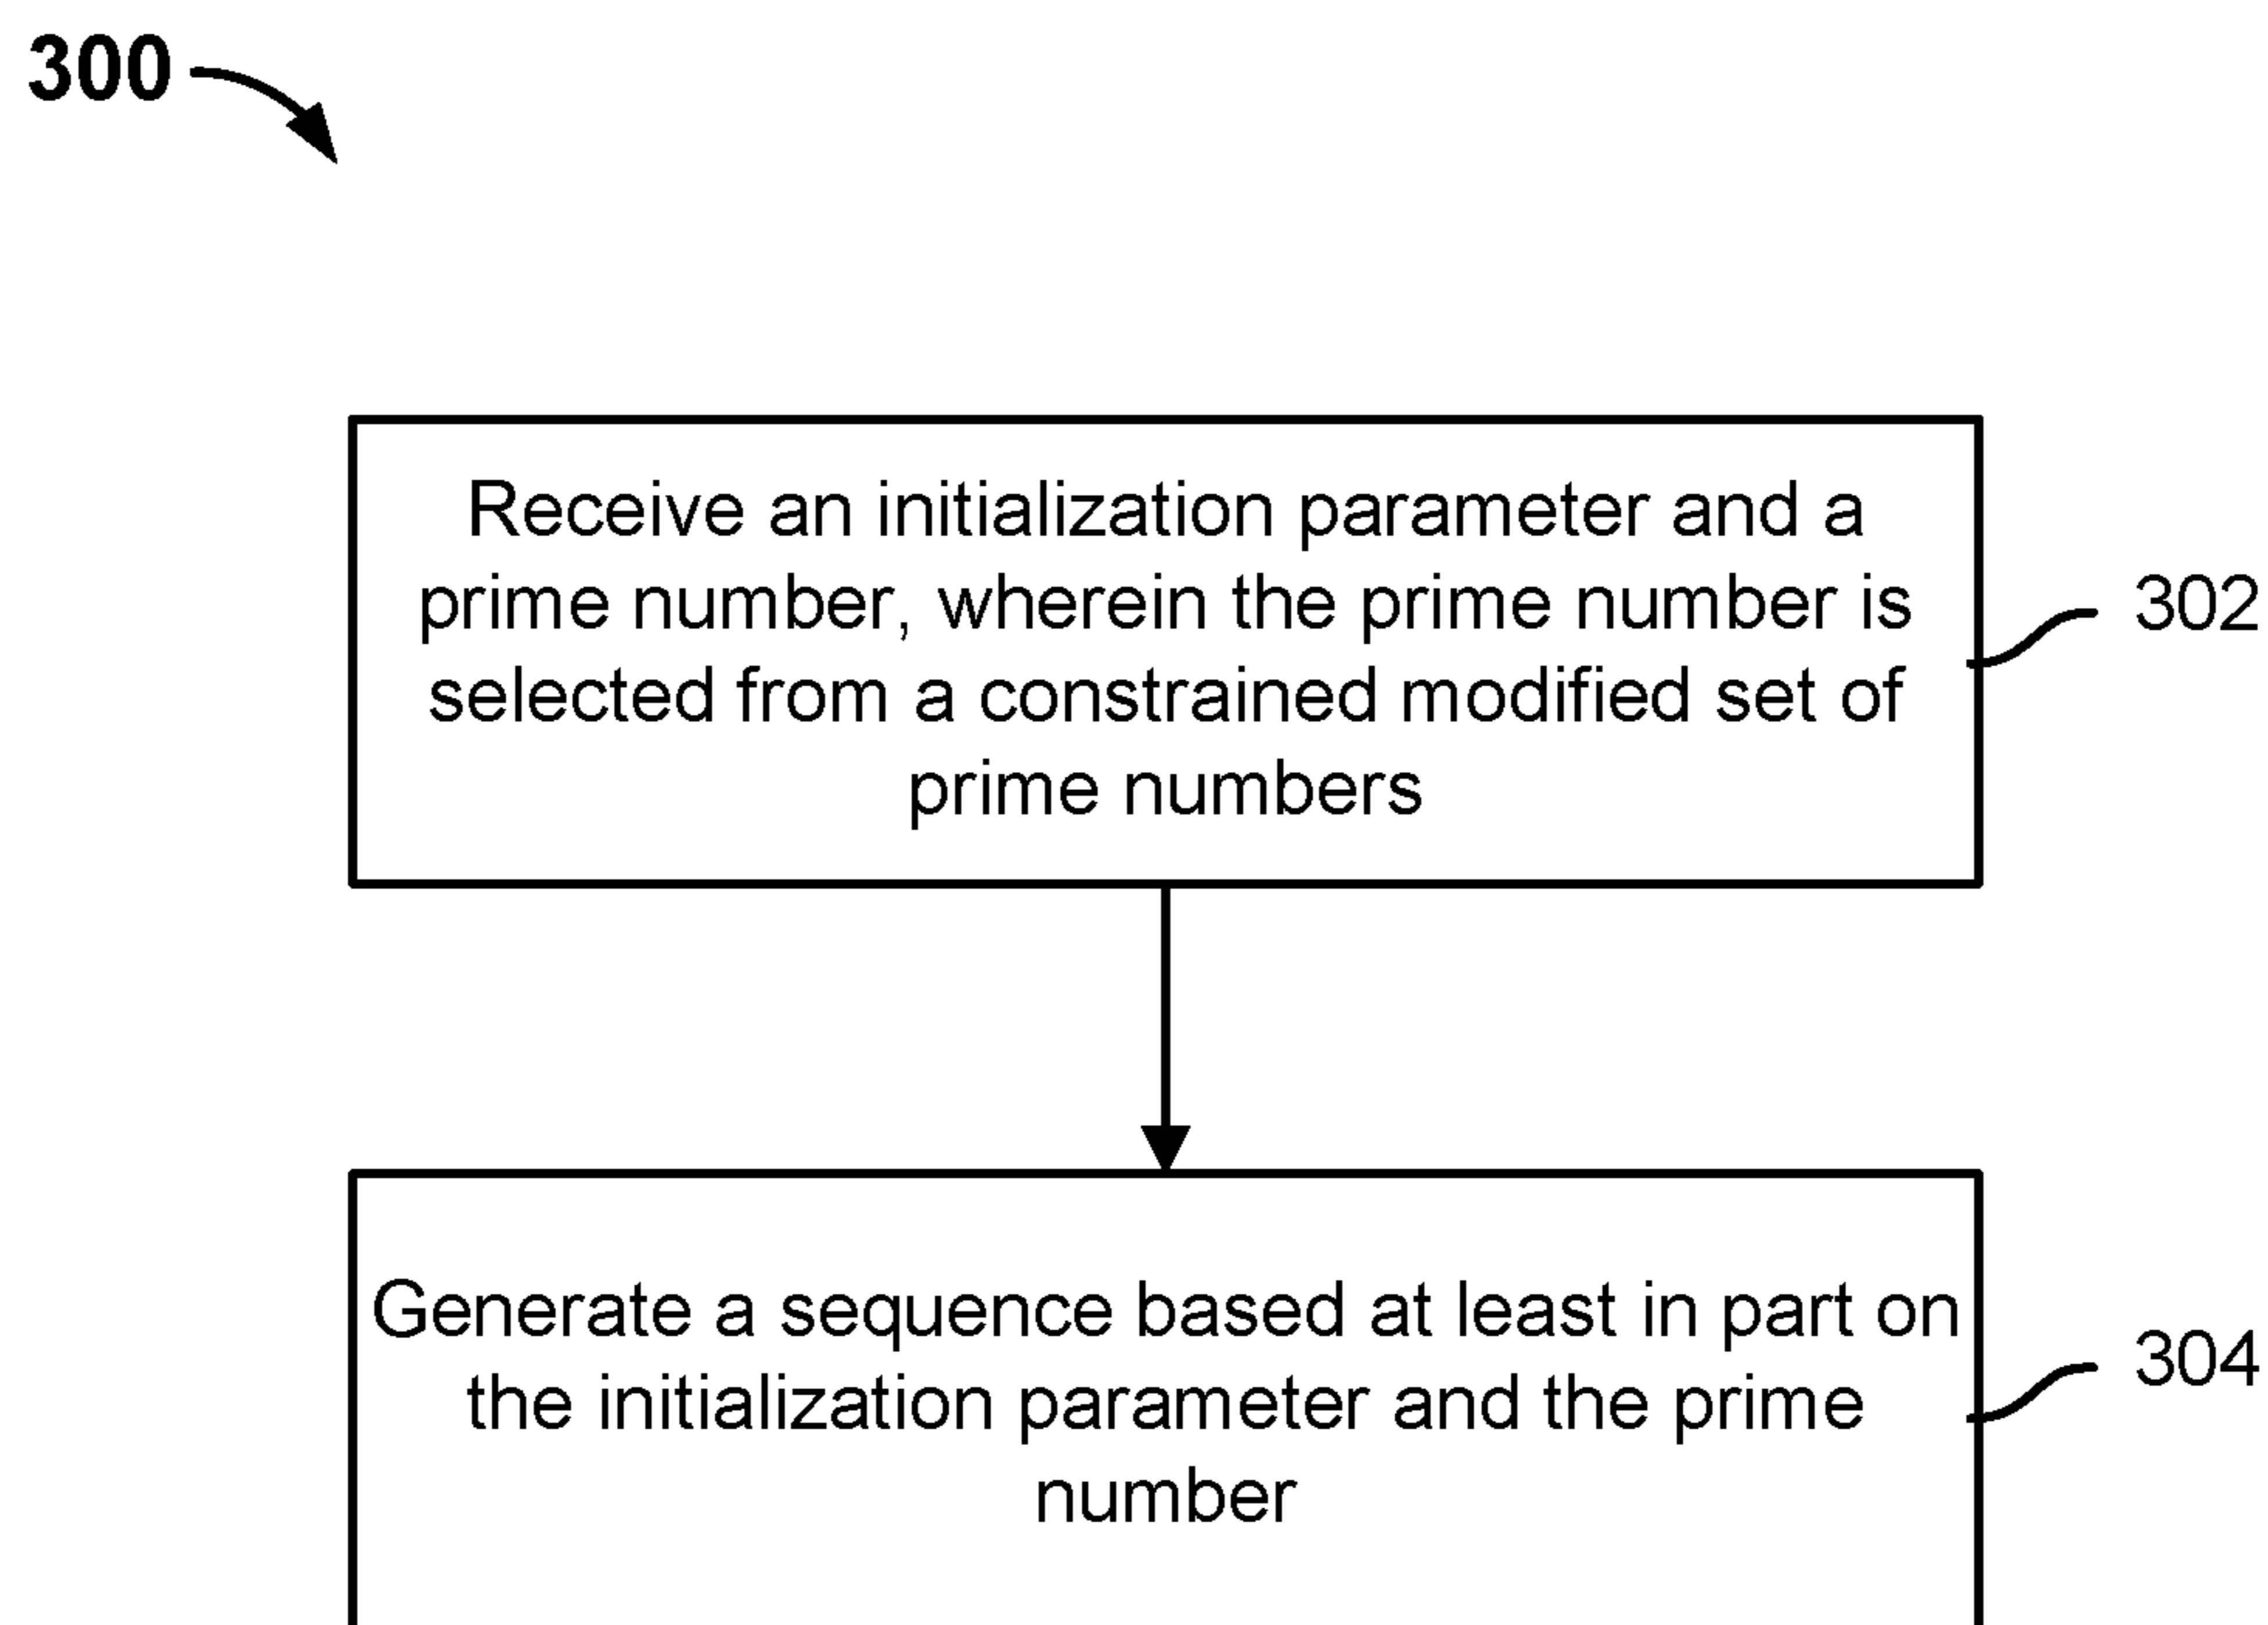 300
Receive an initialization parameter and a
prime number, wherein the prime number is
selected from a constrained modified set of
prime numbers
302
Generate a sequence based at least in part on
the initialization parameter and the prime
number
304